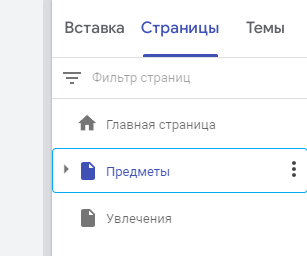 Вставка Страницы Темы
Фильтр страниц
Главная страница
Предметы
Увлечения